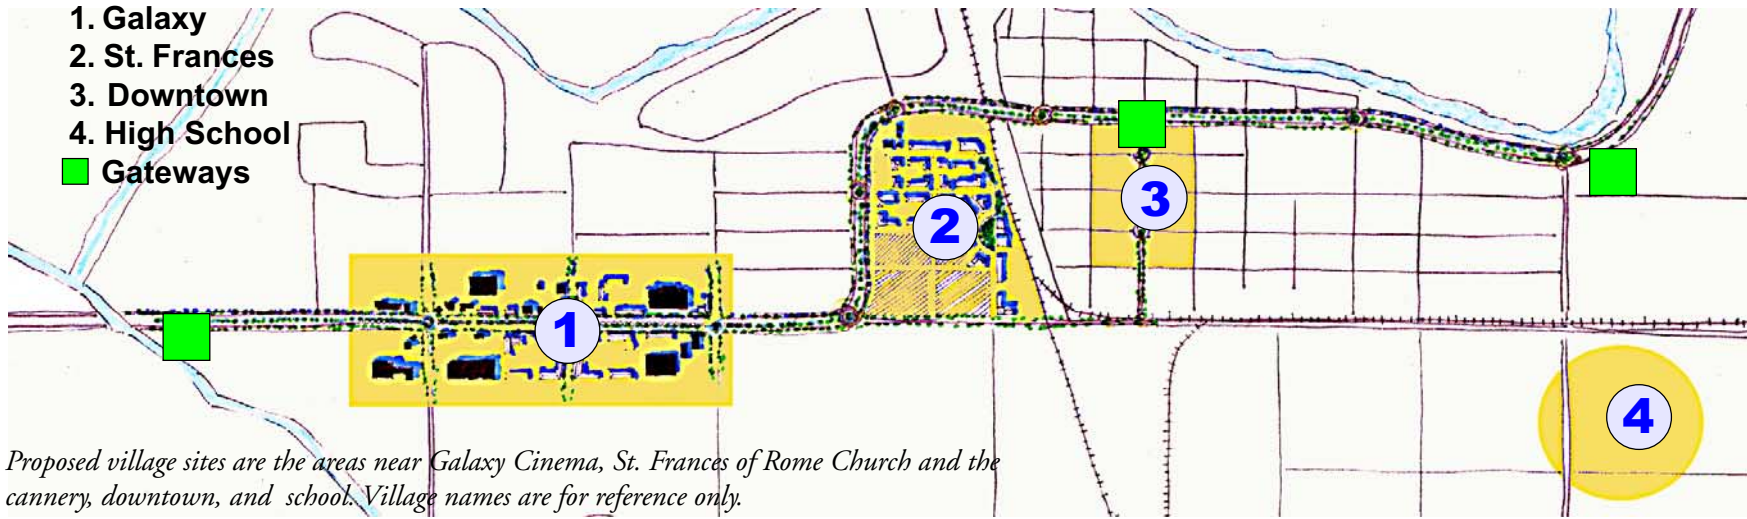 1. Galaxy
2. St. Frances
3. Downtown
4. High School
Gateways
2
3
1
4
Proposed village sites are the areas near Galaxy Cinema, St. Frances of Rome Church and the
cannery, downtown, and school. Village names are for reference only.